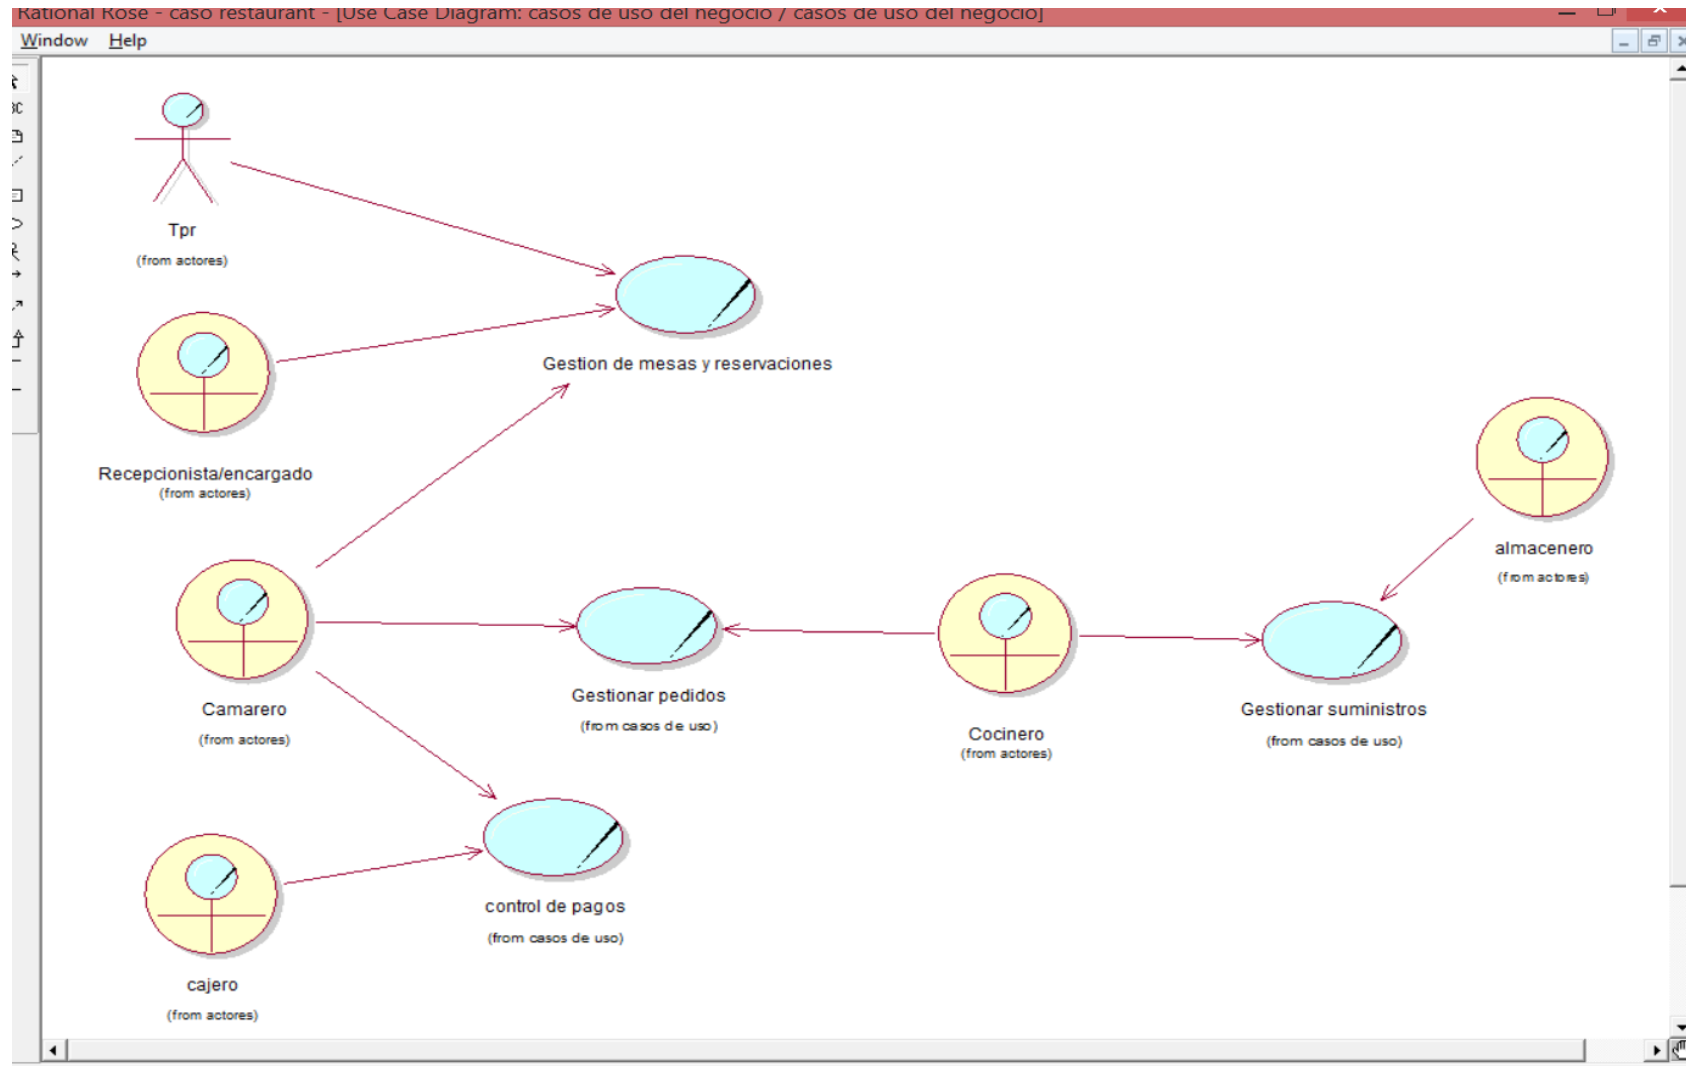 Rational Rose - caso restaurant - [Use Case Diagram: casos de uso del negocio / casos de uso del negocio]
Window Help
Tpr
(from actores)
Gestion de mesas y reservaciones
Recepcionista/encargado
(from actores)
almacenero
(from actores)
Camarero
(from actores)
Gestionar pedidos
(from casos de uso)
Cocinero
(from actores)
Gestionar suministros
(from casos de uso)
control de pagos
(from casos de uso)
cajero
(from actores)